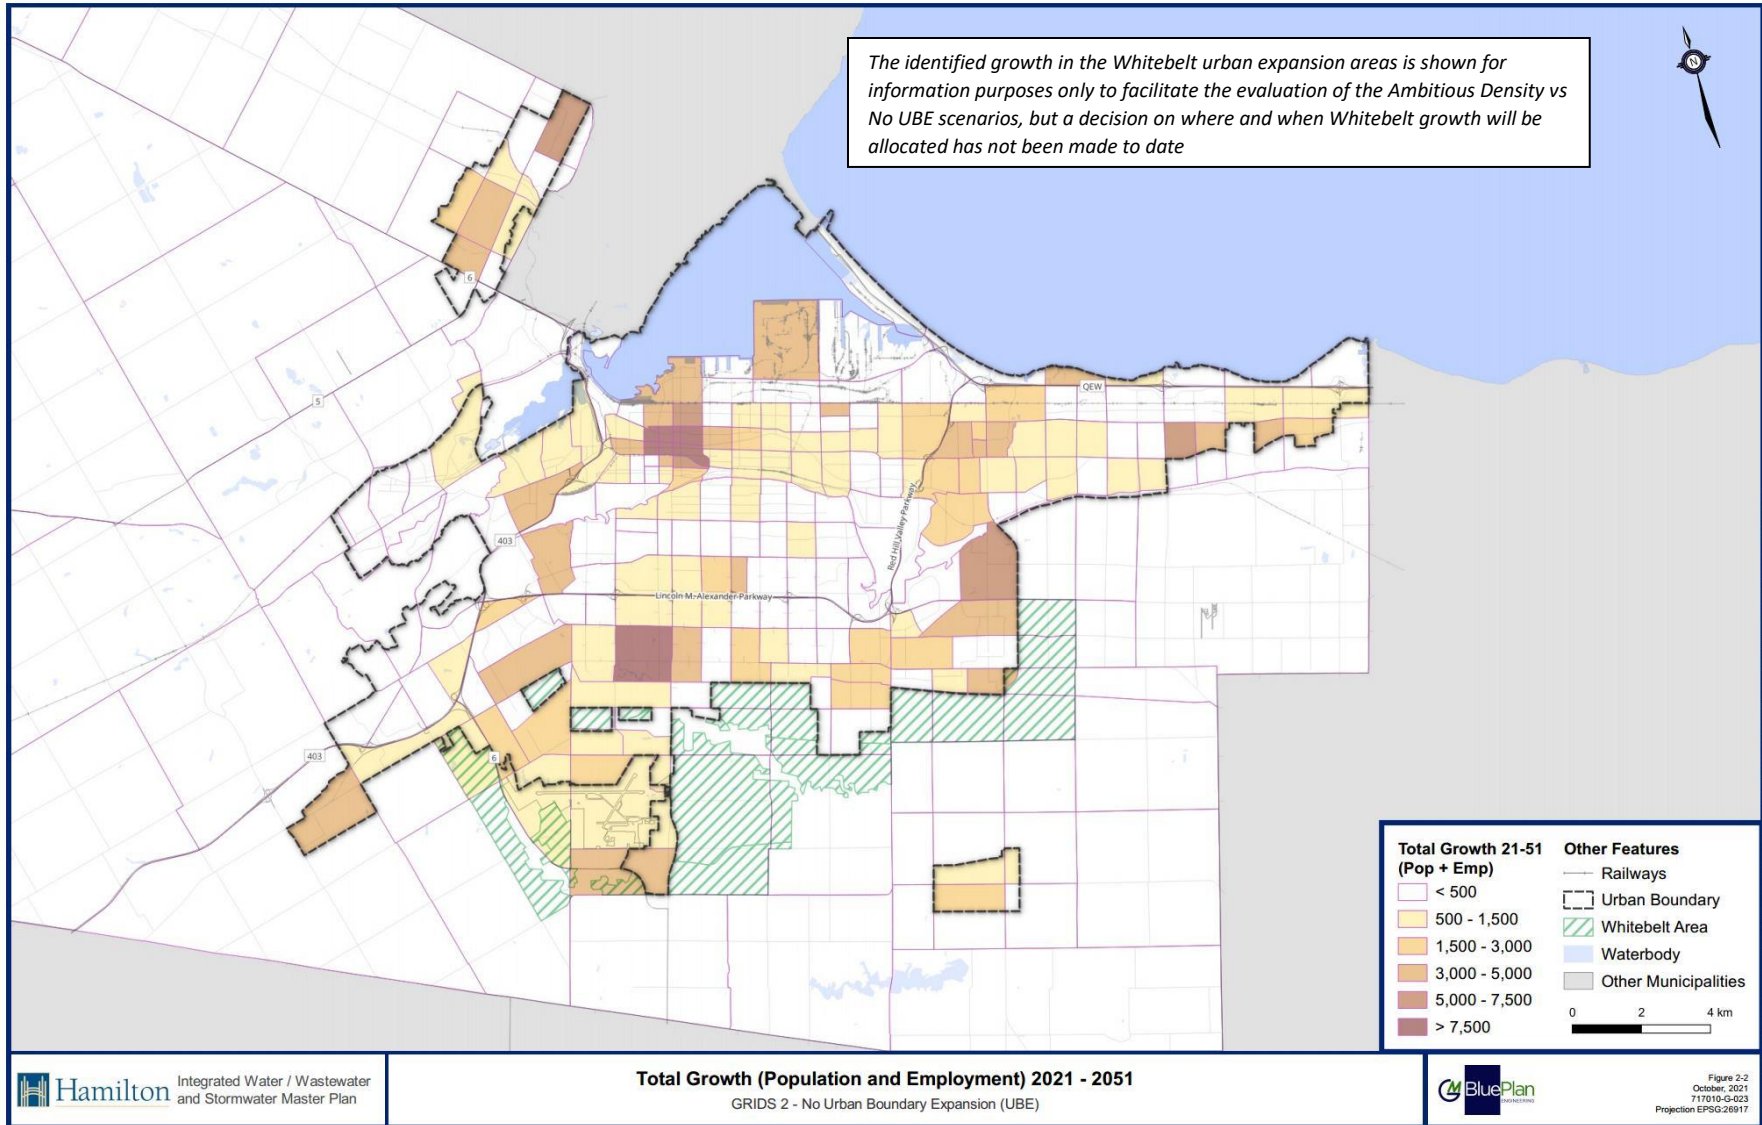 The identified growth in the Whitebelt urban expansion areas is shown for
information purposes only to facilitate the evaluation of the Ambitious Density vs
No UBE scenarios, but a decision on where and when Whitebelt growth will be
allocated has not been made to date
N
6
5
QEW
403
Red Hill Valley Parkway
Lincoln M. Alexander Parkway
403
6
Total Growth 21-51
(Pop + Emp)
< 500
500 - 1,500
1,500 - 3,000
3,000 - 5,000
5,000 - 7,500
> 7,500
Other Features
Railways
Urban Boundary
Whitebelt Area
Waterbody
Other Municipalities
0 2 4 km
Hamilton
Integrated Water / Wastewater
and Stormwater Master Plan
Total Growth (Population and Employment) 2021 - 2051
GRIDS 2 - No Urban Boundary Expansion (UBE)
GM BluePlan
ENGINEERING
Figure 2-2
October, 2021
717010-G-023
Projection EPSG:26917